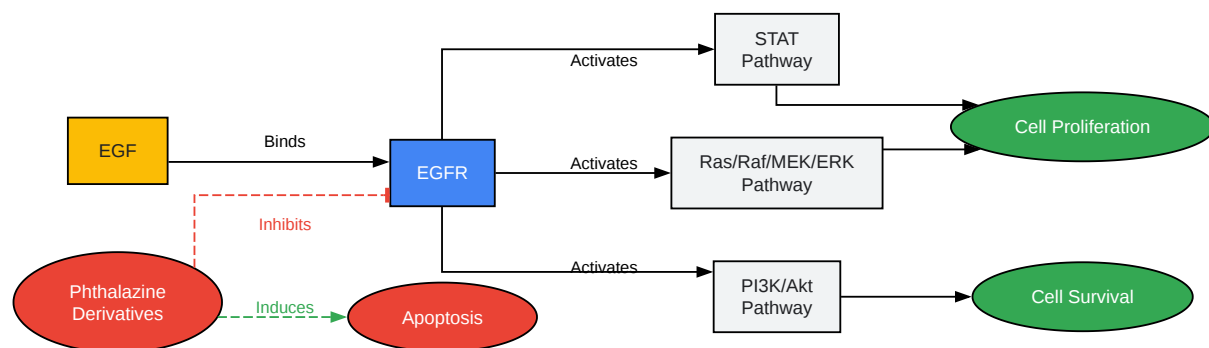 STAT
Pathway
Activates
EGF
Binds
EGFR
Activates
Ras/Raf/MEK/ERK
Pathway
Cell Proliferation
Inhibits
Activates
PI3K/Akt
Pathway
Cell Survival
Phthalazine
Derivatives
Induces
Apoptosis